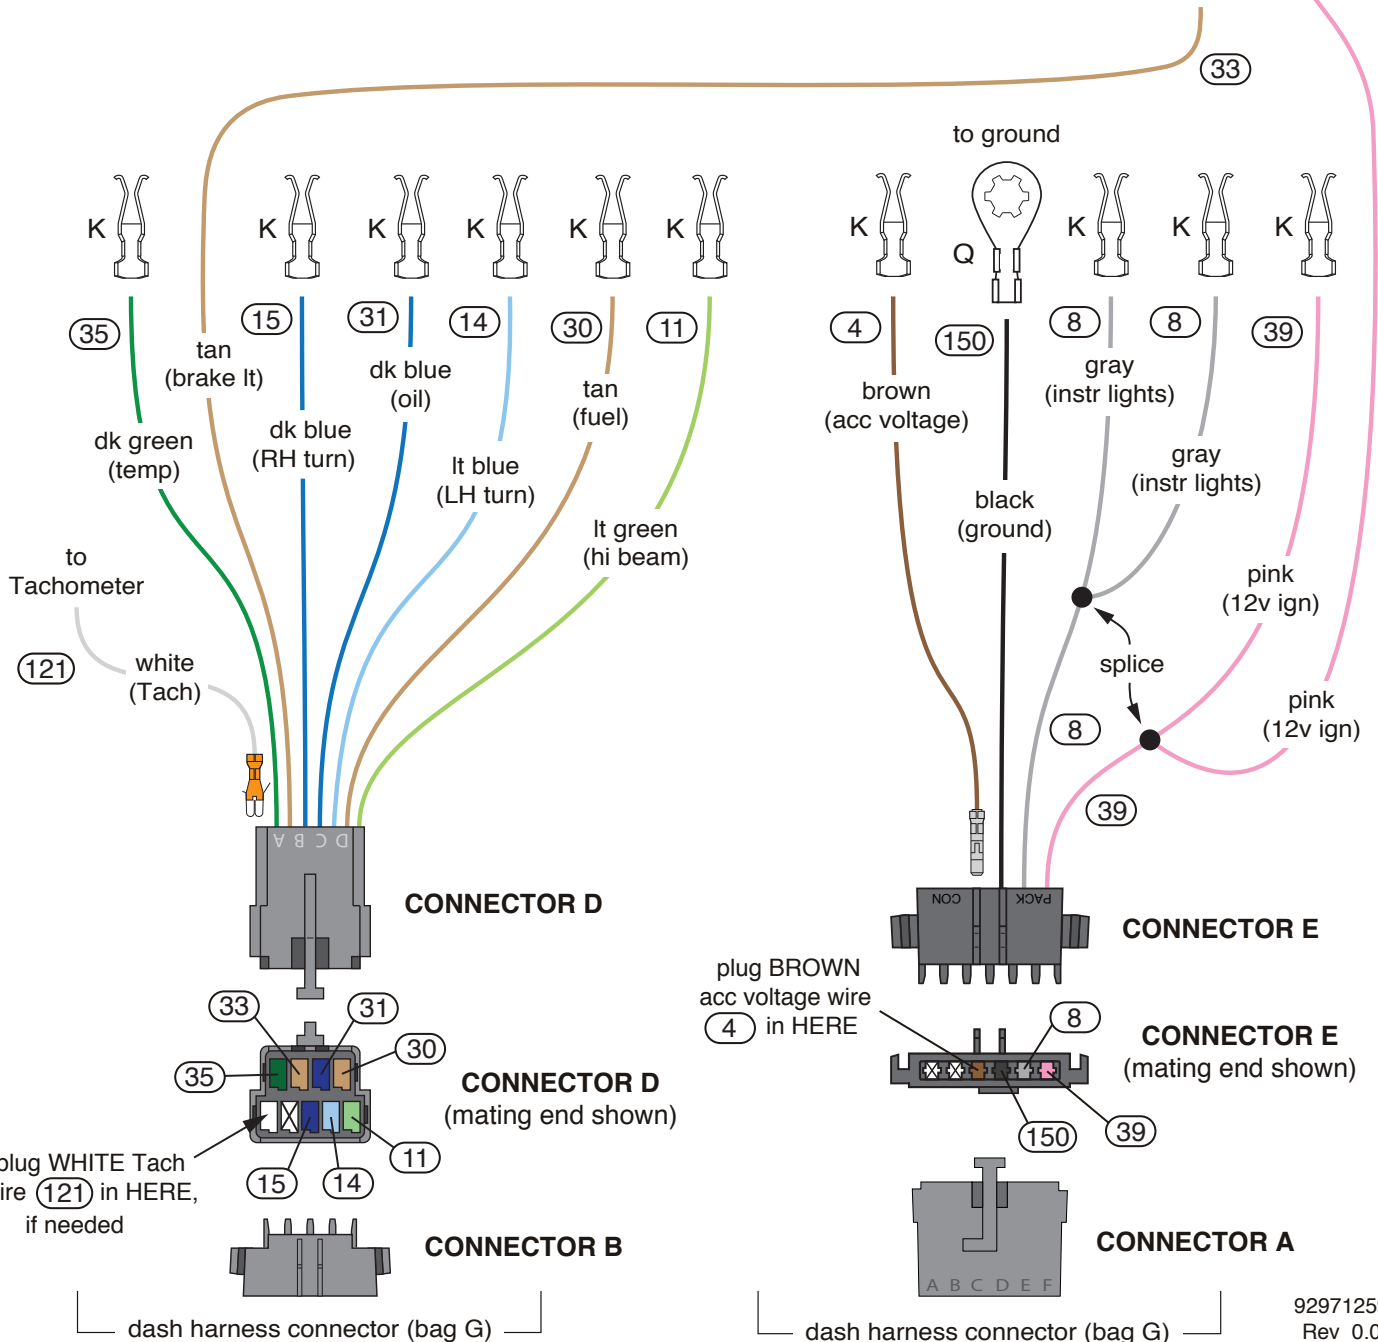 33
to ground
K
K
K
K
K
K
K
Q
K
K
K
35
15
31
14
30
11
4
150
8
8
39
tan
(brake lt)
dk blue
(oil)
tan
(fuel)
brown
(acc voltage)
gray
(instr lights)
dk green
(temp)
dk blue
(RH turn)
lt blue
(LH turn)
gray
(instr lights)
lt green
(hi beam)
black
(ground)
to
Tachometer
pink
(12v ign)
121
white
(Tach)
splice
pink
(12v ign)
8
39
A B C D
CONNECTOR D
CON PACK
CONNECTOR E
plug BROWN
acc voltage wire
4 in HERE
33
31
35
30
CONNECTOR D
(mating end shown)
8
CONNECTOR E
(mating end shown)
150
39
plug WHITE Tach
ire 121 in HERE,
if needed
15
14
11
CONNECTOR B
CONNECTOR A
A B C D E F
dash harness connector (bag G)
dash harness connector (bag G)
9297125
Rev 0.0